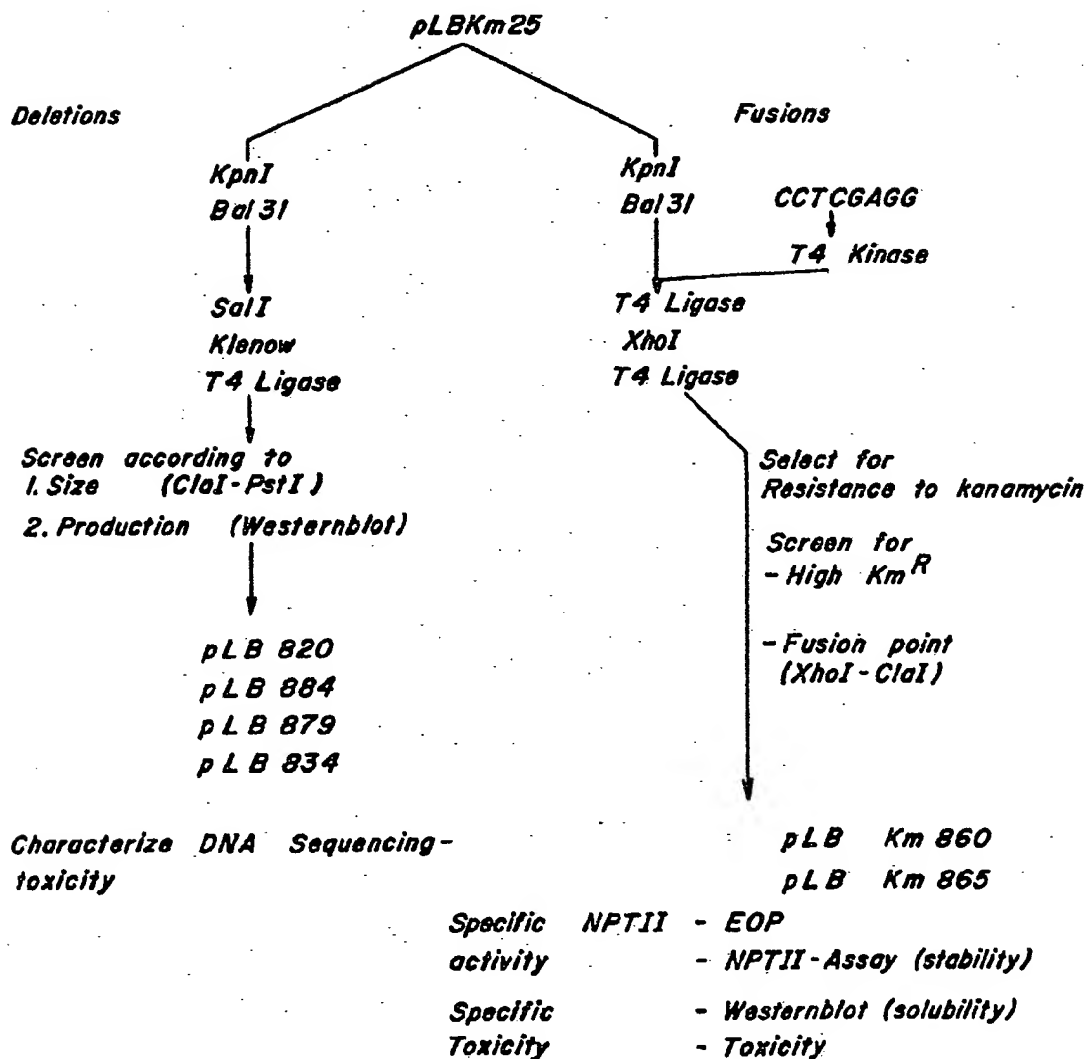 pLBKm25
Deletions
Fusions
KpnI
Bal 31
KpnI
Bal 31
CCTCGAGG
T4 Kinase
SalI
Klenow
T4 Ligase
T4 Ligase
XhoI
T4 Ligase
Screen according to
1. Size (ClaI-PstI)
2. Production (Westernblot)
Select for
Resistance to kanamycin
Screen for
- High Km R
- Fusion point
(XhoI-ClaI)
pLB 820
pLB 884
pLB 879
pLB 834
Characterize DNA Sequencing-
toxicity
pLB Km 860
pLB Km 865
Specific NPTII - EOP
activity - NPTII-Assay (stability)
Specific - Westernblot (solubility)
Toxicity - Toxicity